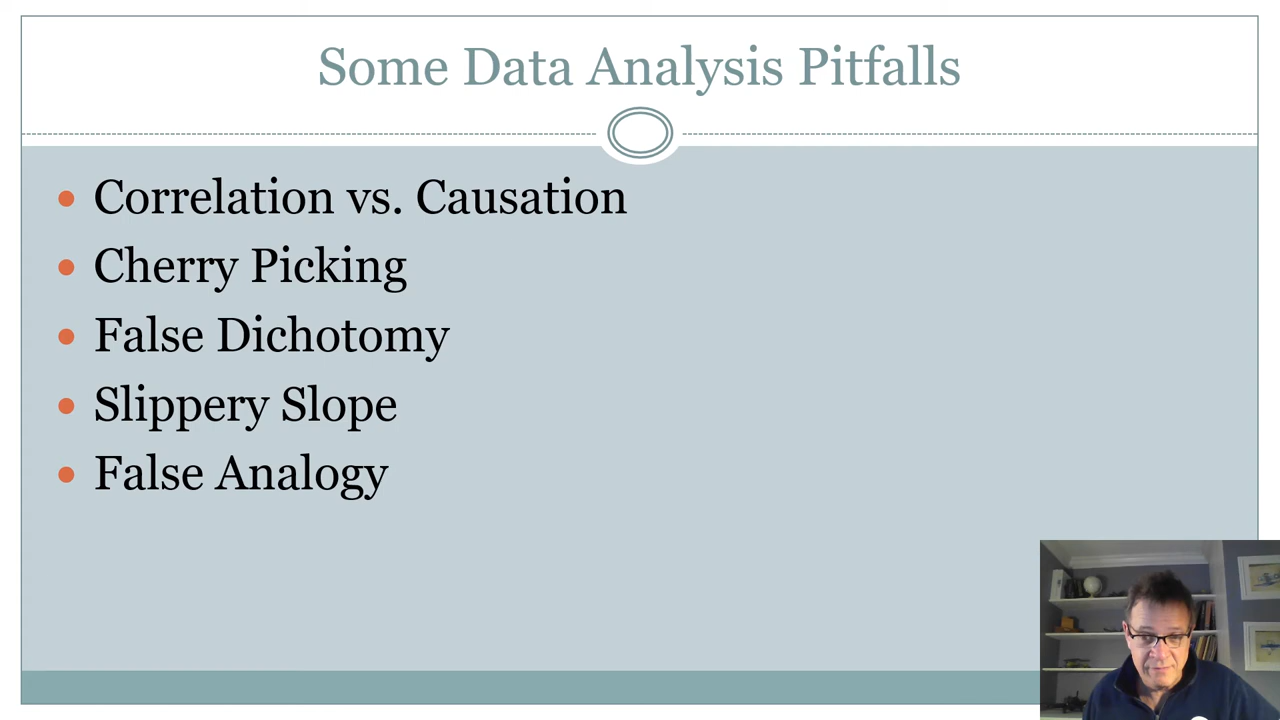 Some Data Analysis Pitfalls
Correlation vs. Causation
Cherry Picking
False Dichotomy
Slippery Slope
False Analogy